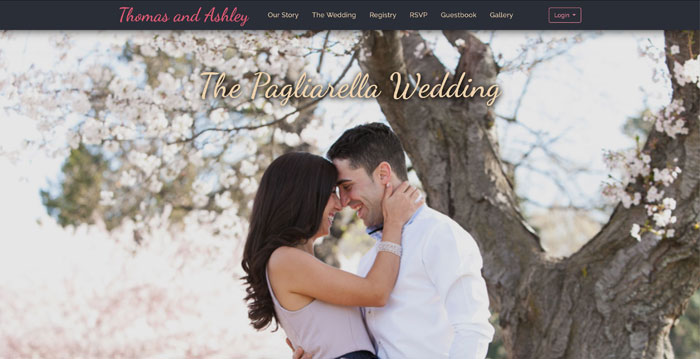 Thomas and Ashley Our Story The Wedding Registry RSVP Guestbook Gallery Login
The Pagliarella Wedding